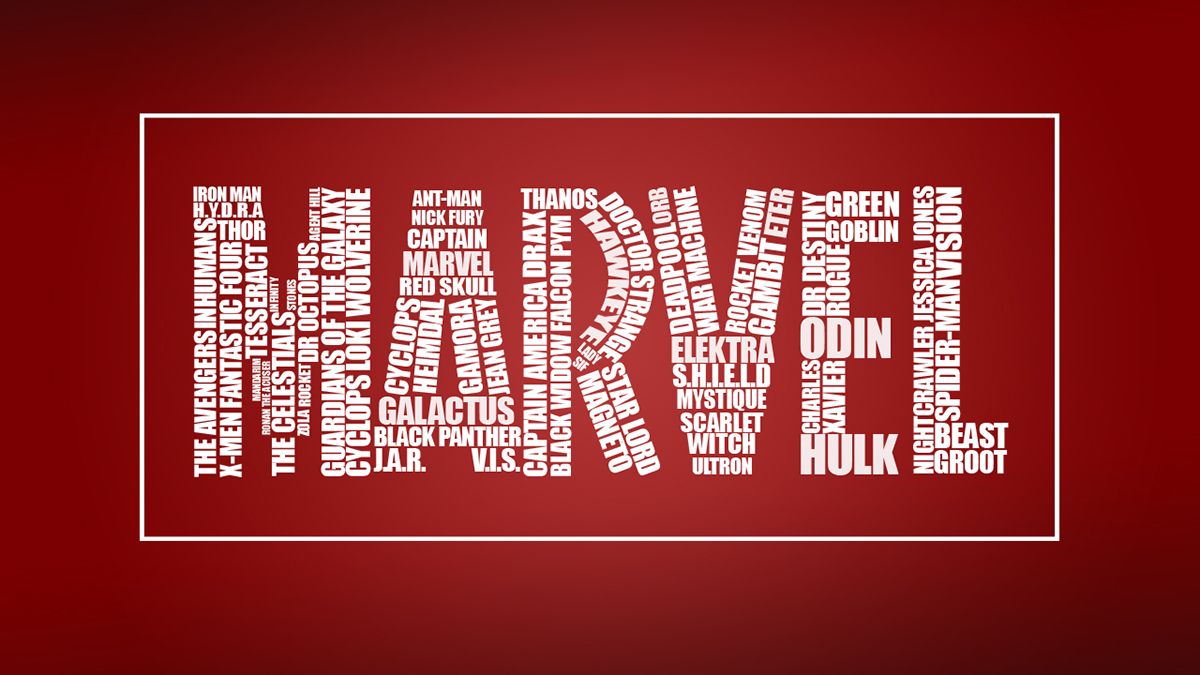 IRON MAN
H.Y.D.R.A
THE AVENGERS INHUMANS
THOR
X-MEN FANTASTIC FOUR
TESSERACT
MANDARIN
RONAN THE ACUSER
INFINITY
STONES
THE CELESTIALS
ZOLA ROCKET DR OCTOPUS
AGENT HILL
GUARDIANS OF THE GALAXY
CYCLOPS LOKI WOLVERINE
ANT-MAN
NICK FURY
CAPTAIN
MARVEL
RED SKULL
CYCLOPS
HEIMDAL
GAMORA
JEAN GREY
GALACTUS
BLACK PANTHER
J.A.R. V.I.S.
THANOS
CAPTAIN AMERICA DRAX
BLACK WIDOW FALCON PYM
DOCTOR STRANGE
HAWKEYE
LADY
SIF
STAR LORD
MAGNETO
DEADPOOL ORB
WAR MACHINE
ROCKET VENOM
GAMBIT ETER
ELEKTRA
S.H.I.E.L.D
MYSTIQUE
SCARLET
WITCH
ULTRON
DR DESTINY
ROGUE
GREEN
GOBLIN
ODIN
CHARLES
XAVIER
HULK
NIGHTCRAWLER JESSICA JONES
SPIDER-MAN VISION
BEAST
GROOT